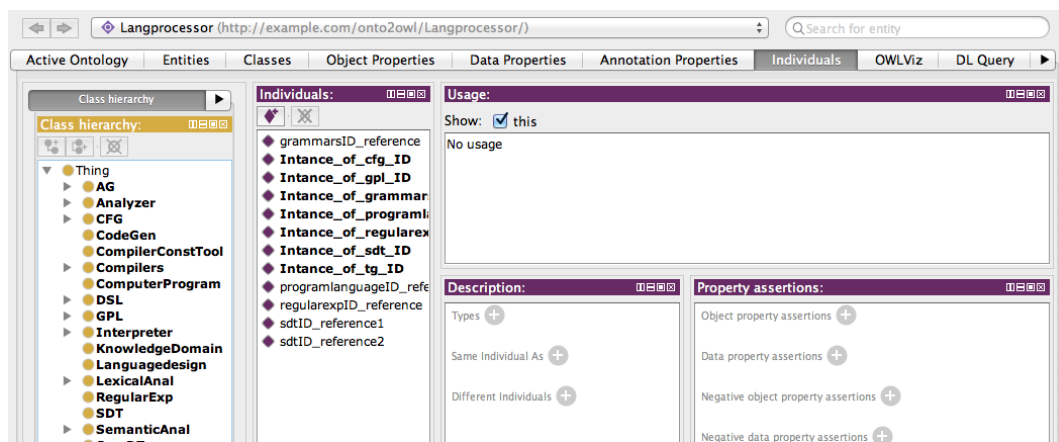 Langprocessor (http://example.com/onto2owl/Langprocessor/)
Search for entity
Active Ontology Entities Classes Object Properties Data Properties Annotation Properties Individuals OWLViz DL Query
Class hierarchy
Class hierarchy:
Thing
AG
Analyzer
CFG
CodeGen
CompilerConstTool
Compilers
ComputerProgram
DSL
GPL
Interpreter
KnowledgeDomain
Languagedesign
LexicalAnal
RegularExp
SDT
SemanticAnal
Individuals:
grammarsID_reference
Intance_of_cfg_ID
Intance_of_gpl_ID
Intance_of_grammar
Intance_of_programl
Intance_of_regularex
Intance_of_sdt_ID
Intance_of_tg_ID
programlanguageID_refe
regularexpID_reference
sdtID_reference1
sdtID_reference2
Usage:
Show: this
No usage
Description:
Types
Same Individual As
Different Individuals
Property assertions:
Object property assertions
Data property assertions
Negative object property assertions
Negative data property assertions